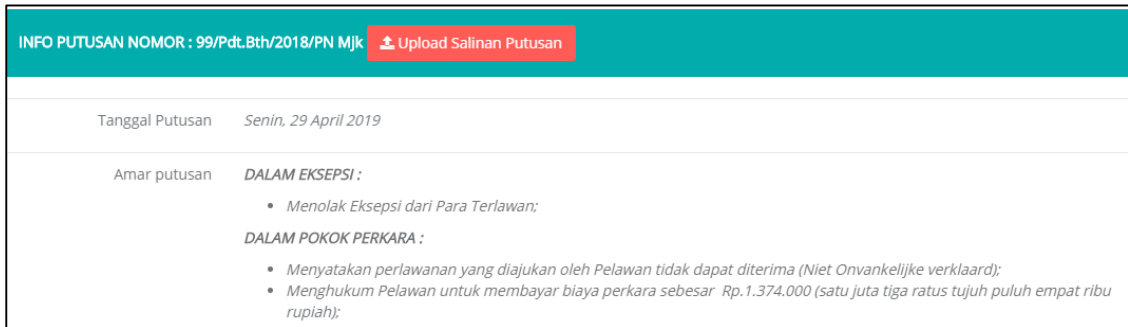 INFO PUTUSAN NOMOR : 99/Pdt.Bth/2018/PN Mjk Upload Salinan Putusan
Tanggal Putusan Senin, 29 April 2019
Amar putusan DALAM EKSEPSI :
• Menolak Eksepsi dari Para Terlawan;
DALAM POKOK PERKARA :
• Menyatakan perlawanan yang diajukan oleh Pelawan tidak dapat diterima (Niet Onvankelijke verklaard);
• Menghukum Pelawan untuk membayar biaya perkara sebesar Rp.1.374.000 (satu juta tiga ratus tujuh puluh empat ribu
rupiah);